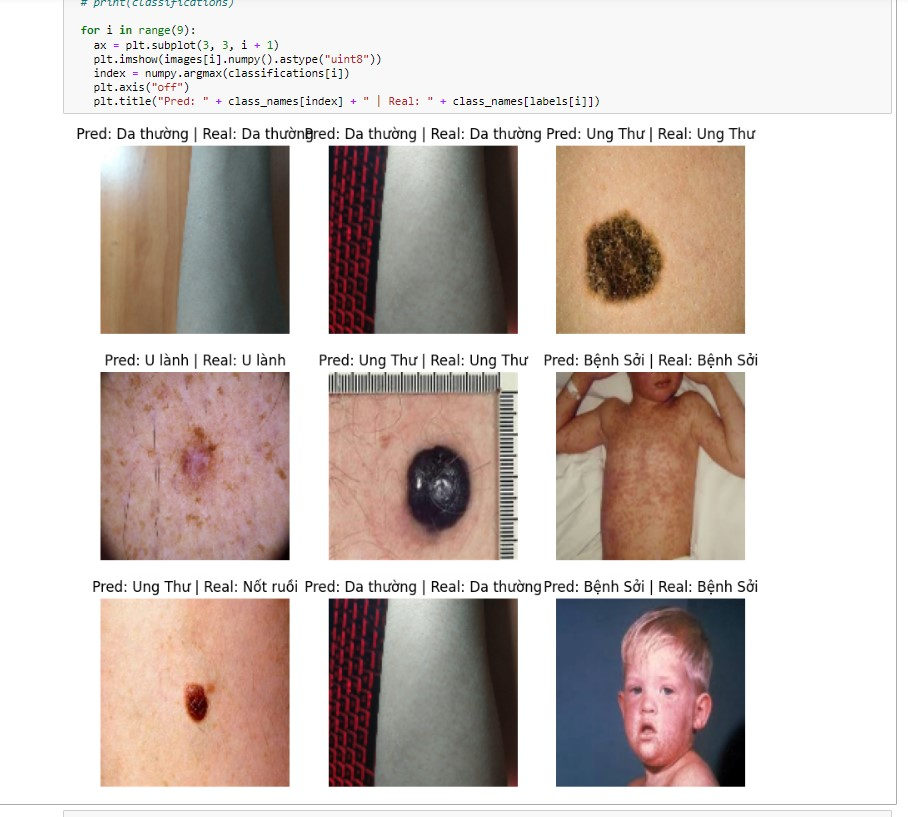 # print(classifications)
for i in range(9):
ax = plt.subplot(3, 3, i + 1)
plt.imshow(images[i].numpy().astype("uint8"))
index = numpy.argmax(classifications[i])
plt.axis("off")
plt.title("Pred: " + class_names[index] + " | Real: " + class_names[labels[i]])
Pred: Da thường | Real: Da thường Pred: Da thường | Real: Da thường Pred: Ung Thư | Real: Ung Thư
Pred: U lành | Real: U lành Pred: Ung Thư | Real: Ung Thư Pred: Bệnh Sởi | Real: Bệnh Sởi
Pred: Ung Thư | Real: Nốt ruồi Pred: Da thường | Real: Da thường Pred: Bệnh Sởi | Real: Bệnh Sởi